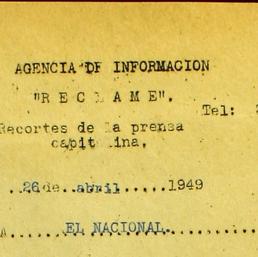 AGENCIA DE INFORMACION
"R E C L A M E".
Tel:
Recortes de la prensa
capitalina.
...26 de..abril.....1949
EL NACIONAL.............